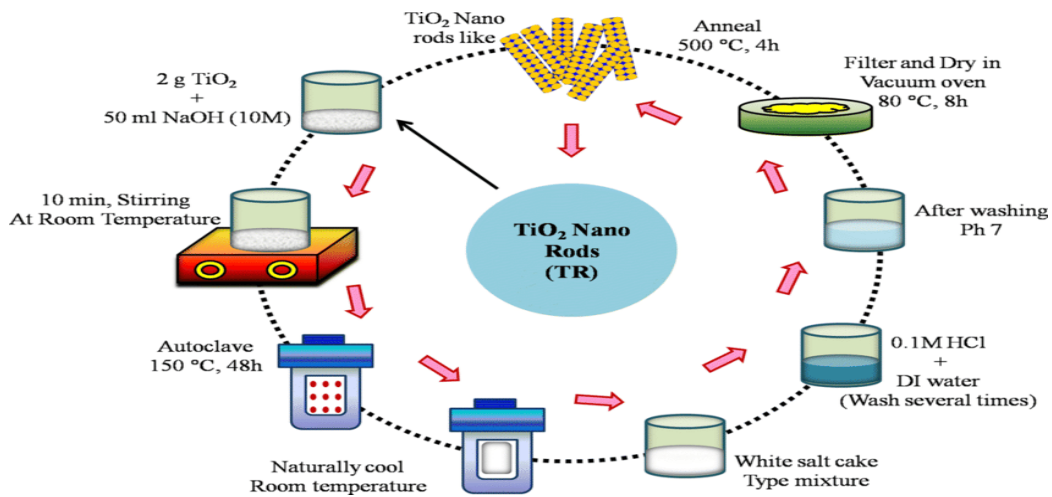 TiO₂ Nano
rods like
2 g TiO₂
+
50 ml NaOH (10M)
10 min, Stirring
At Room Temperature
Autoclave
150 °C, 48h
Naturally cool
Room temperature
White salt cake
Type mixture
0.1M HCl
+
DI water
(Wash several times)
After washing
Ph 7
Filter and Dry in
Vacuum oven
80 °C, 8h
Anneal
500 °C, 4h
TiO₂ Nano
Rods
(TR)